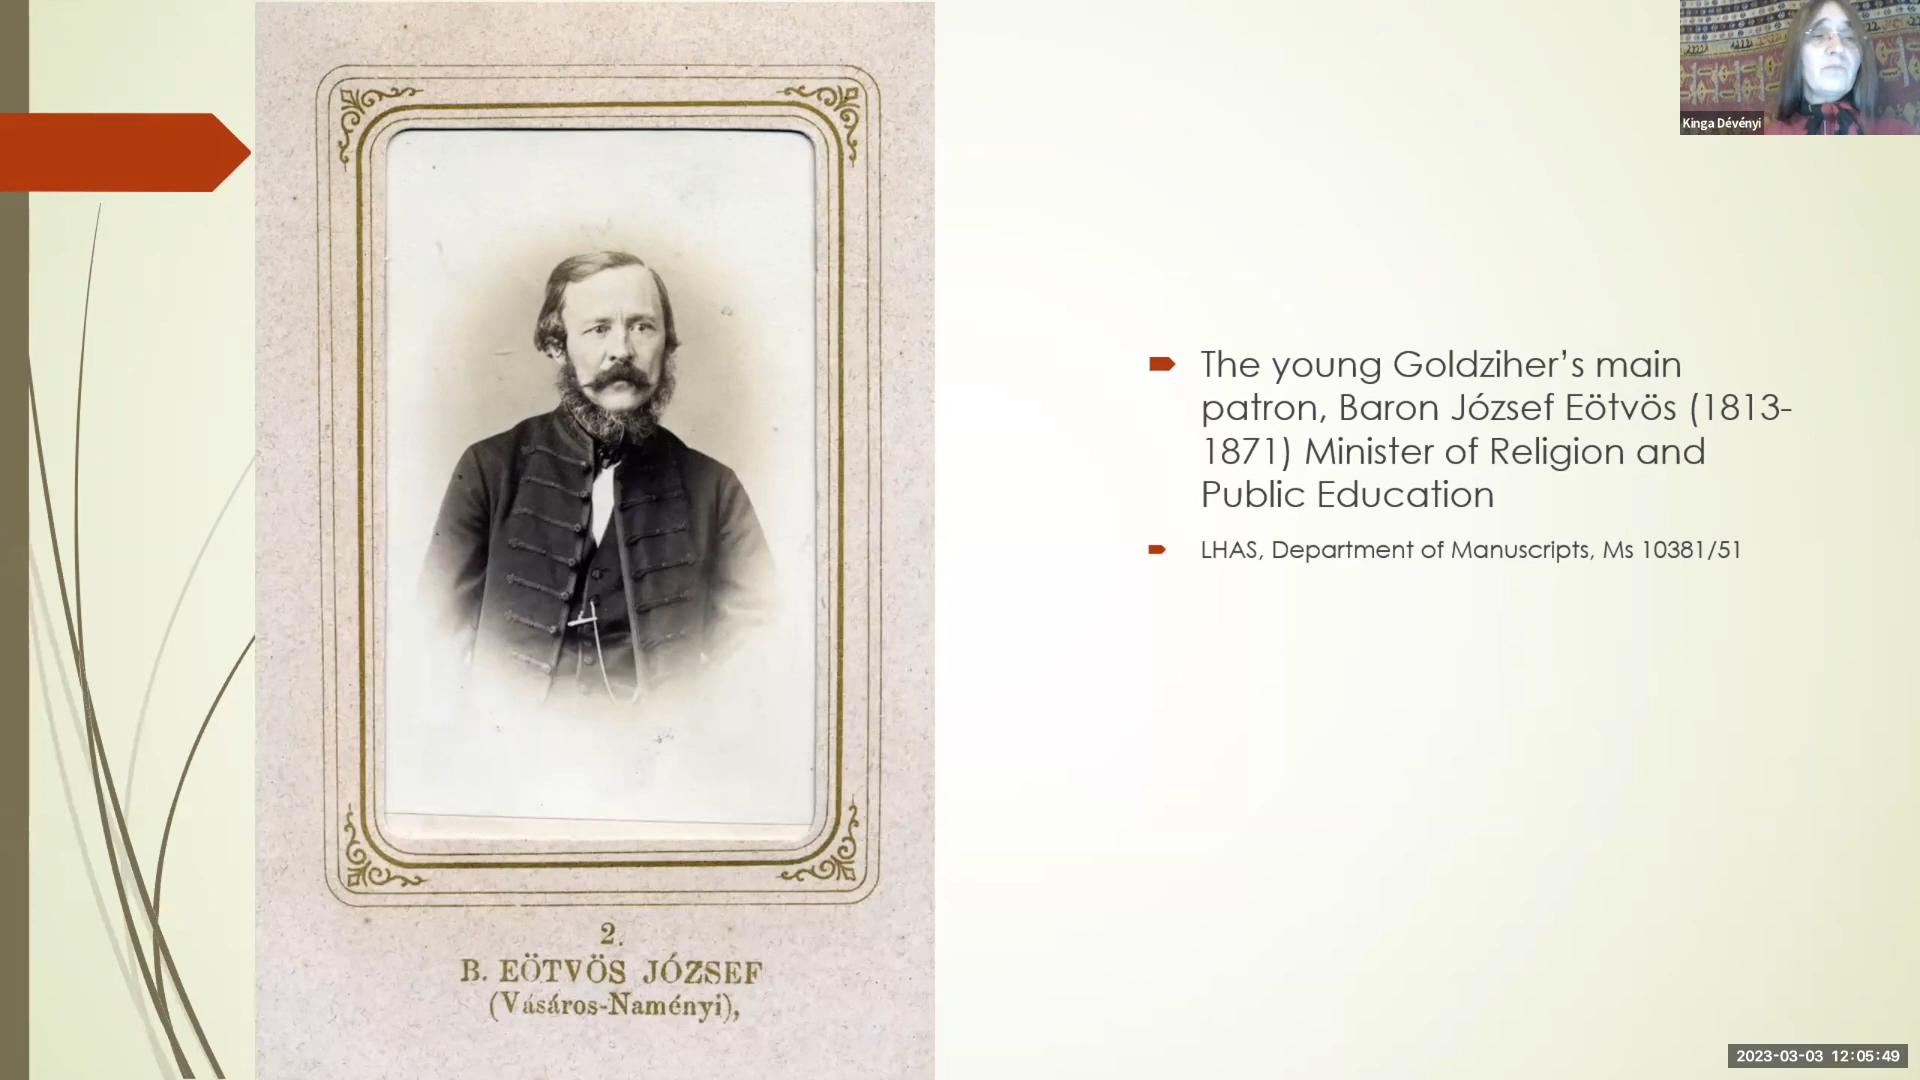 Kinga Dévényi
The young Goldziher’s main
patron, Baron József Eötvös (1813-
1871) Minister of Religion and
Public Education
LHAS, Department of Manuscripts, Ms 10381/51
2.
B. EÖTVÖS JÓZSEF
(Vásáros-Naményi),
2023-03-03 12:05:49